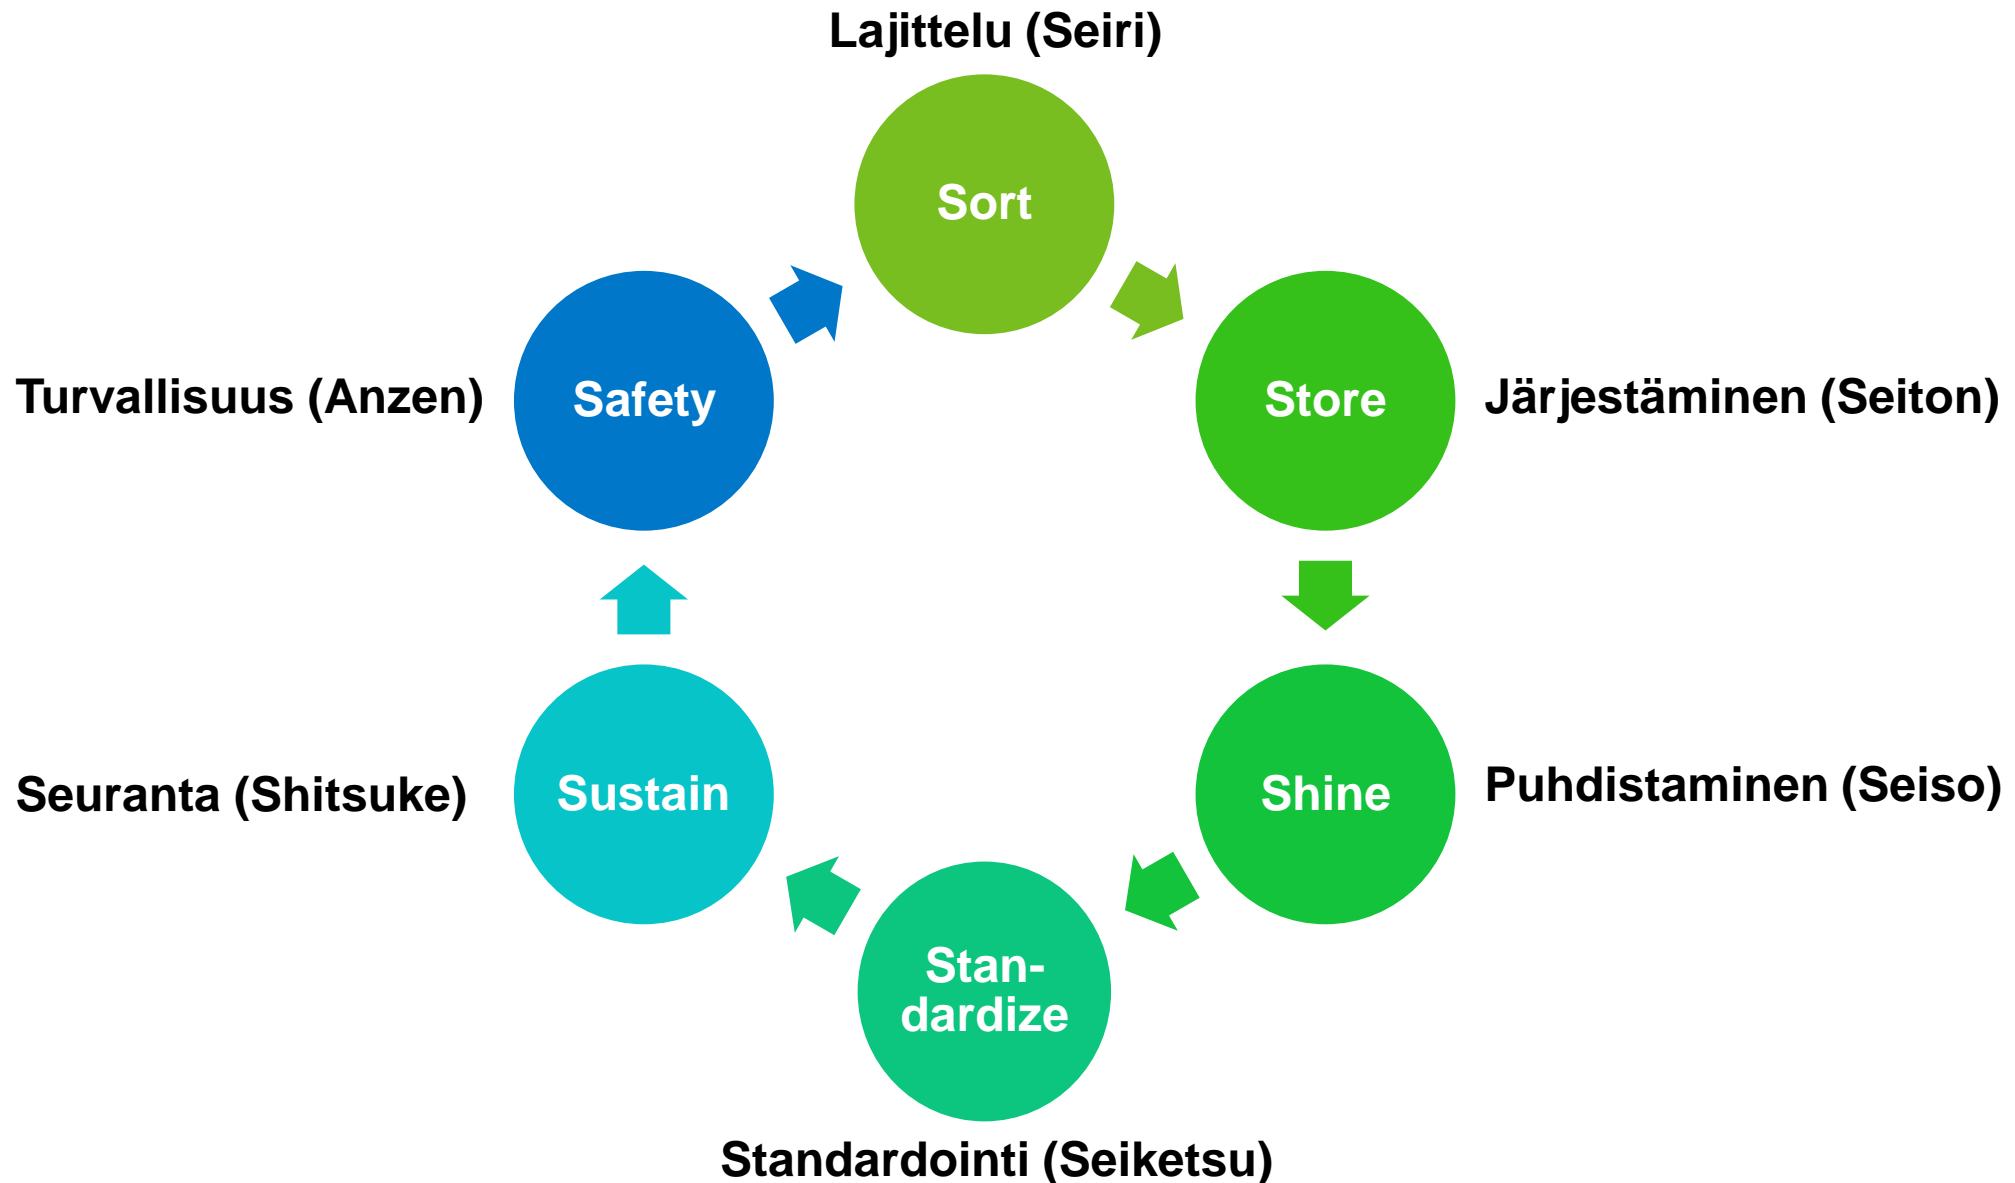 Lajittelu (Seiri)
Sort
Store
Järjestäminen (Seiton)
Shine
Puhdistaminen (Seiso)
Stan-
dardize
Standardointi (Seiketsu)
Sustain
Seuranta (Shitsuke)
Safety
Turvallisuus (Anzen)